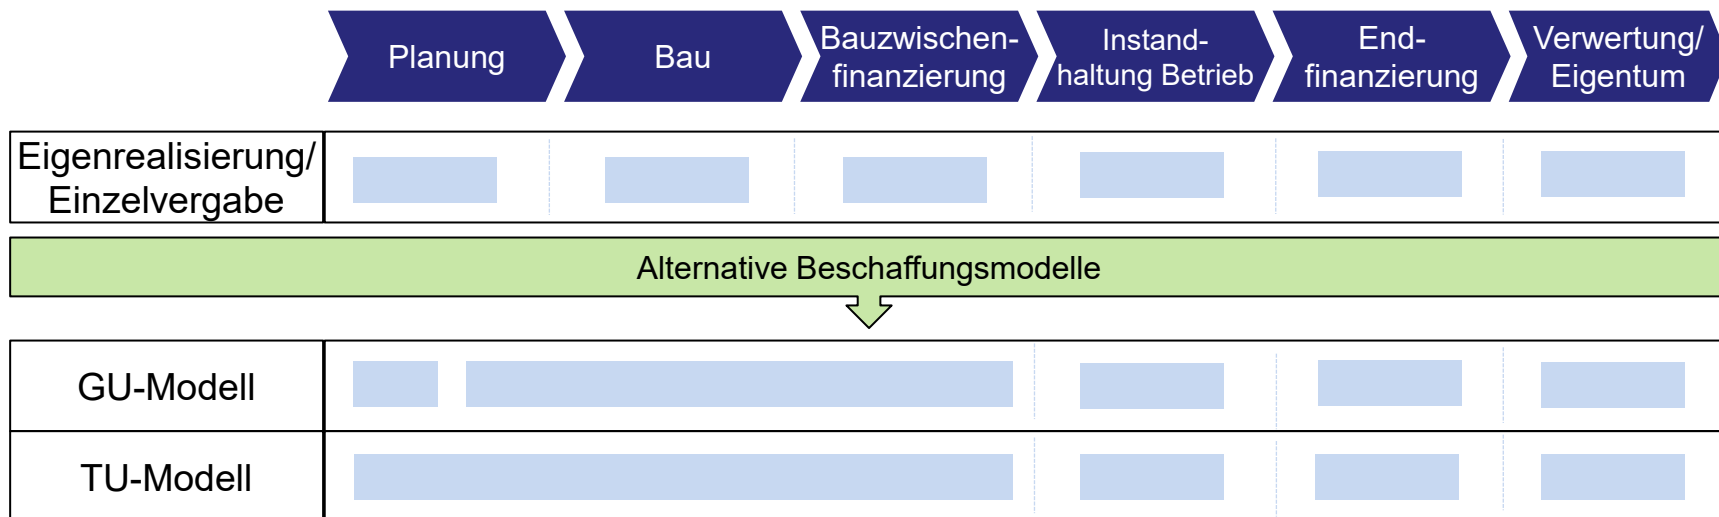 Planung
Bau
Bauzwischen-
finanzierung
Instand-
haltung Betrieb
End-
finanzierung
Verwertung/
Eigentum
Eigenrealisierung/
Einzelvergabe
Alternative Beschaffungsmodelle
GU-Modell
TU-Modell